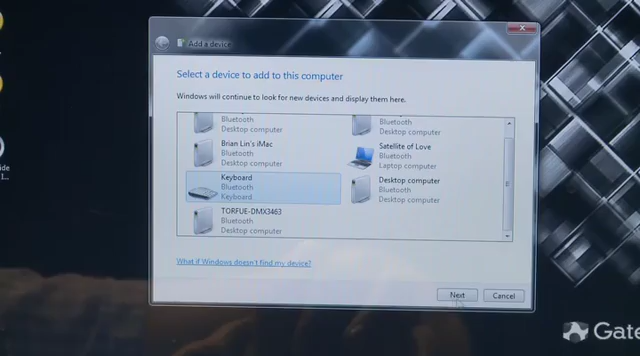 Add a device
Select a device to add to this computer
Windows will continue to look for new devices and display them here.
Bluetooth
Desktop computer
Brian Lin's iMac
Bluetooth
Desktop computer
Keyboard
Bluetooth
Keyboard
TORFUE-DMX3463
Bluetooth
Desktop computer
Bluetooth
Desktop computer
Satellite of Love
Bluetooth
Laptop computer
Desktop computer
Bluetooth
Desktop computer
What if Windows doesn't find my device?
Next
Cancel
Gate